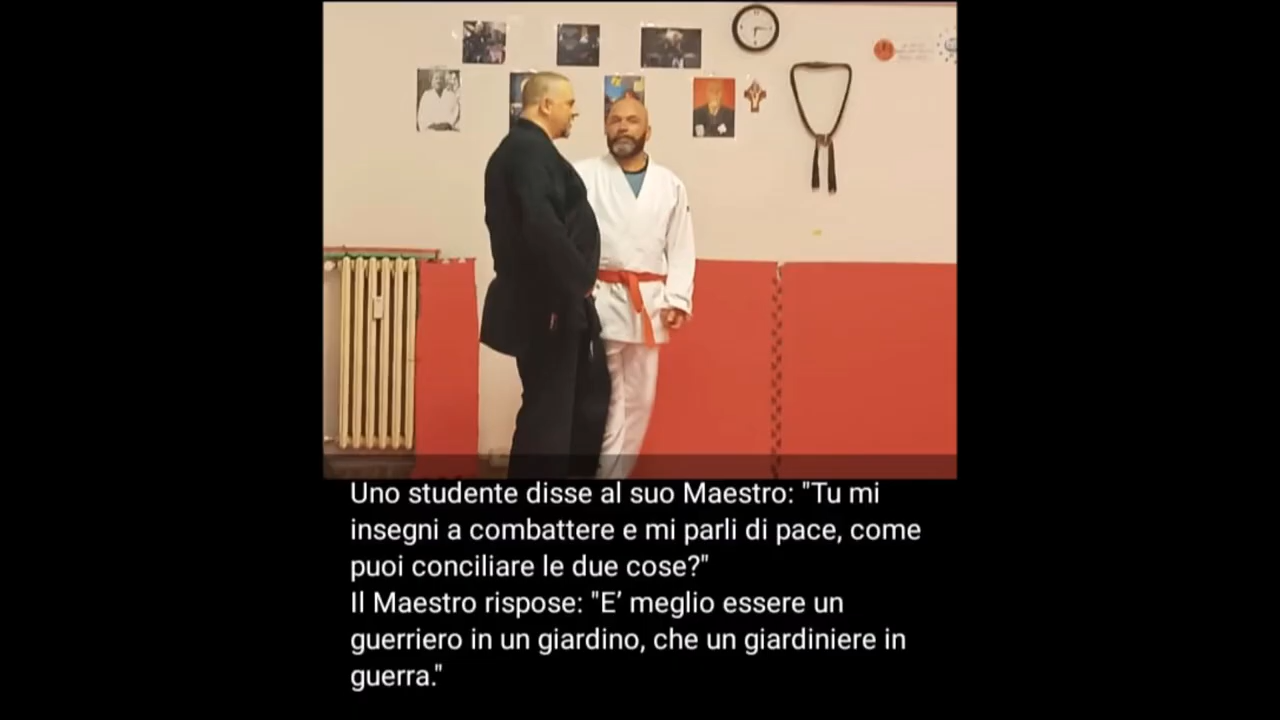 Uno studente disse al suo Maestro: "Tu mi
insegni a combattere e mi parli di pace, come
puoi conciliare le due cose?"
Il Maestro rispose: "E’ meglio essere un
guerriero in un giardino, che un giardiniere in
guerra."